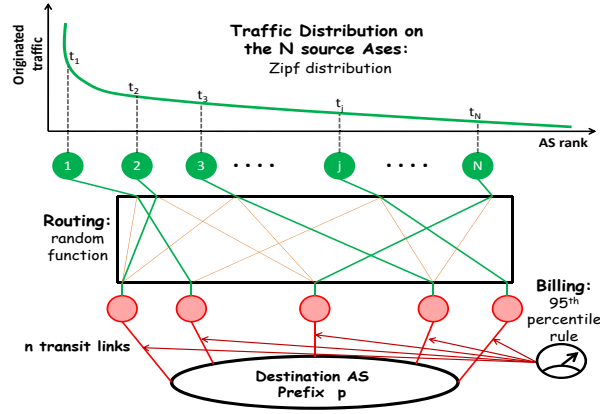 Traffic Distribution on
the N source Ases:
Zipf distribution
Originated
traffic
t1
t2
t3
tj
tN
AS rank
1
2
3
....
j
....
N
Routing:
random
function
Billing:
95th
percentile
rule
n transit links
Destination AS
Prefix p